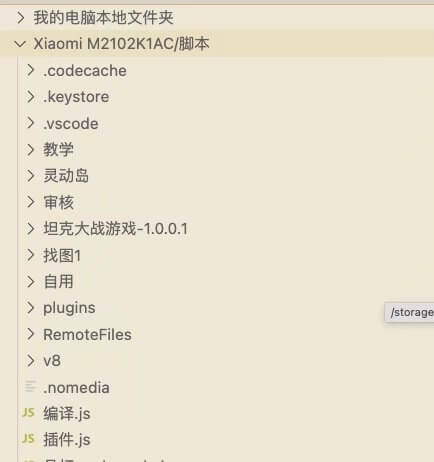 我的电脑本地文件夹
Xiaomi M2102K1AC/脚本
.codecache
.keystore
.vscode
教学
灵动岛
审核
坦克大战游戏-1.0.0.1
找图1
自用
plugins
/storage
RemoteFiles
v8
.nomedia
JS 编译.js
JS 插件.js